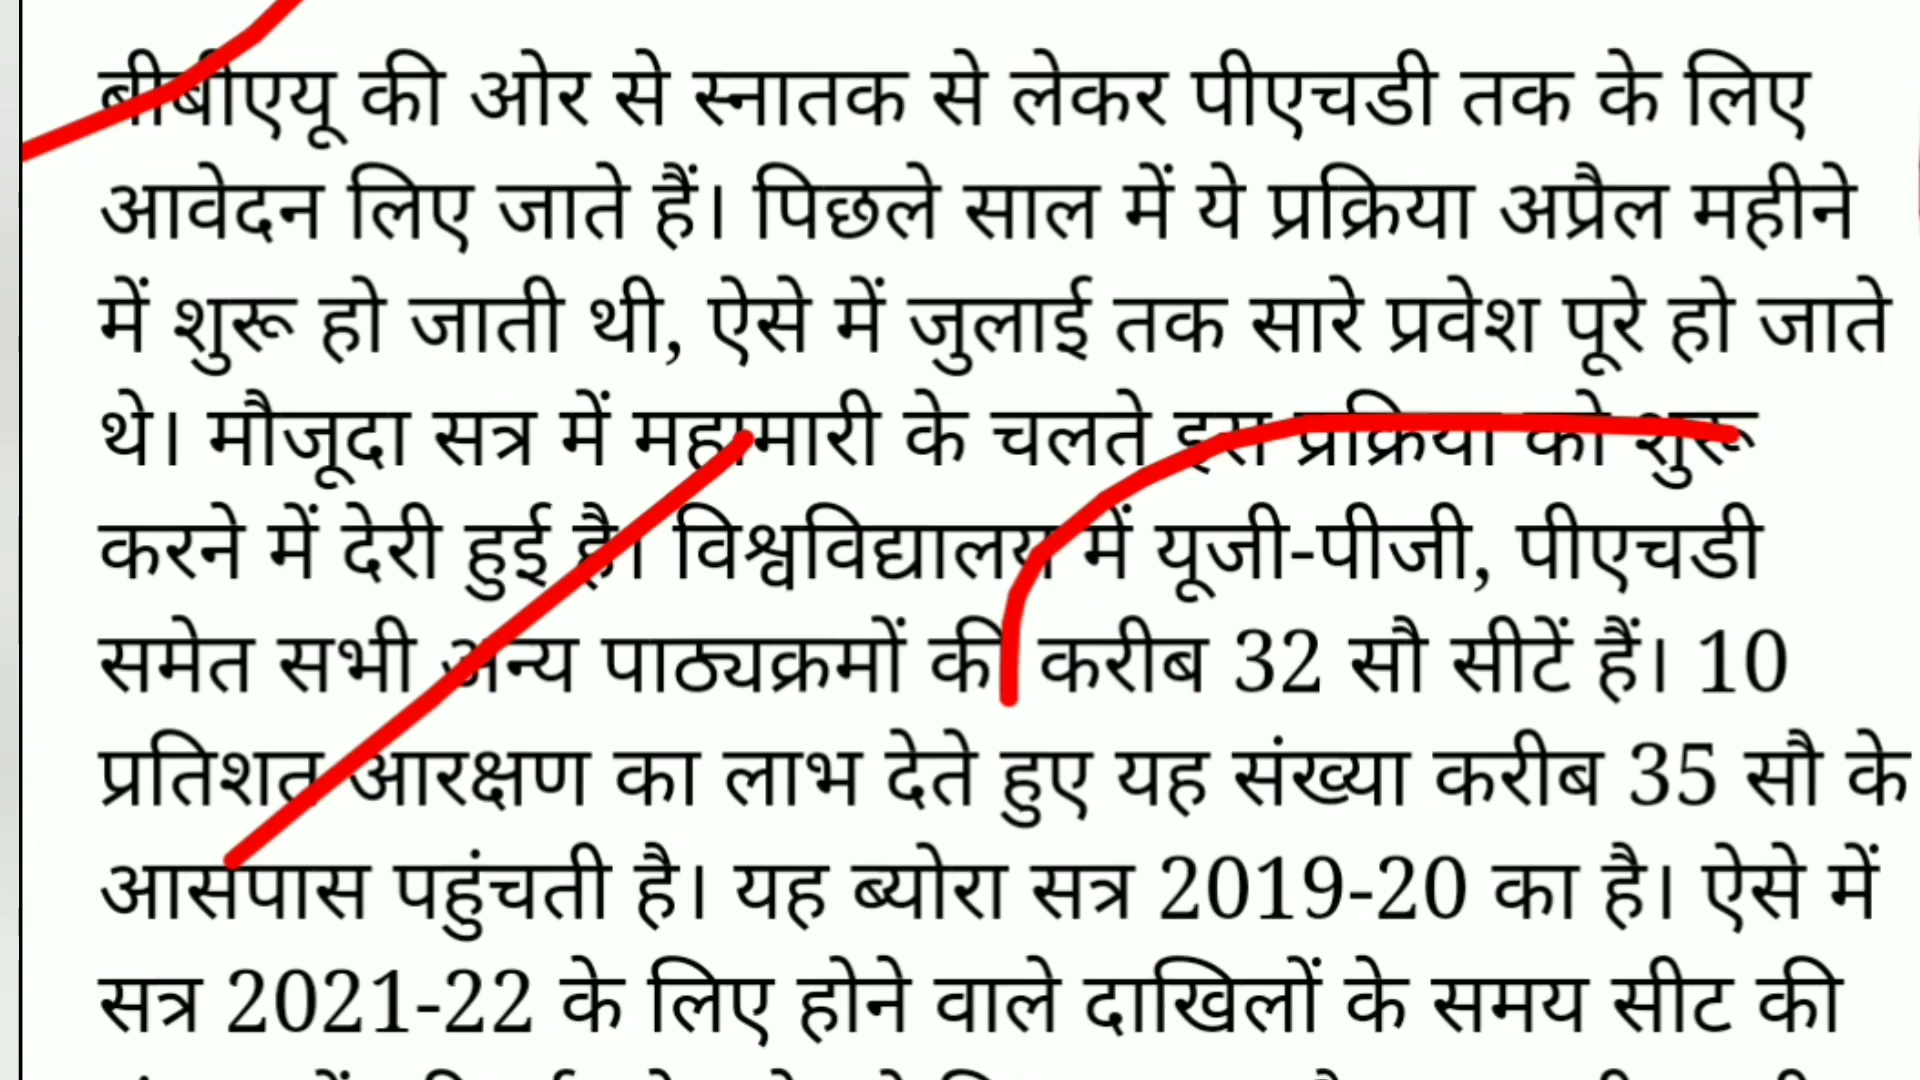 बीबीएयू की ओर से स्नातक से लेकर पीएचडी तक के लिए
आवेदन लिए जाते हैं। पिछले साल में ये प्रक्रिया अप्रैल महीने
में शुरू हो जाती थी, ऐसे में जुलाई तक सारे प्रवेश पूरे हो जाते
थे। मौजूदा सत्र में महामारी के चलते इस प्रक्रिया को शुरू
करने में देरी हुई है। विश्वविद्यालय में यूजी-पीजी, पीएचडी
समेत सभी अन्य पाठ्यक्रमों की करीब 32 सौ सीटें हैं। 10
प्रतिशत आरक्षण का लाभ देते हुए यह संख्या करीब 35 सौ के
आसपास पहुंचती है। यह ब्योरा सत्र 2019-20 का है। ऐसे में
सत्र 2021-22 के लिए होने वाले दाखिलों के समय सीट की